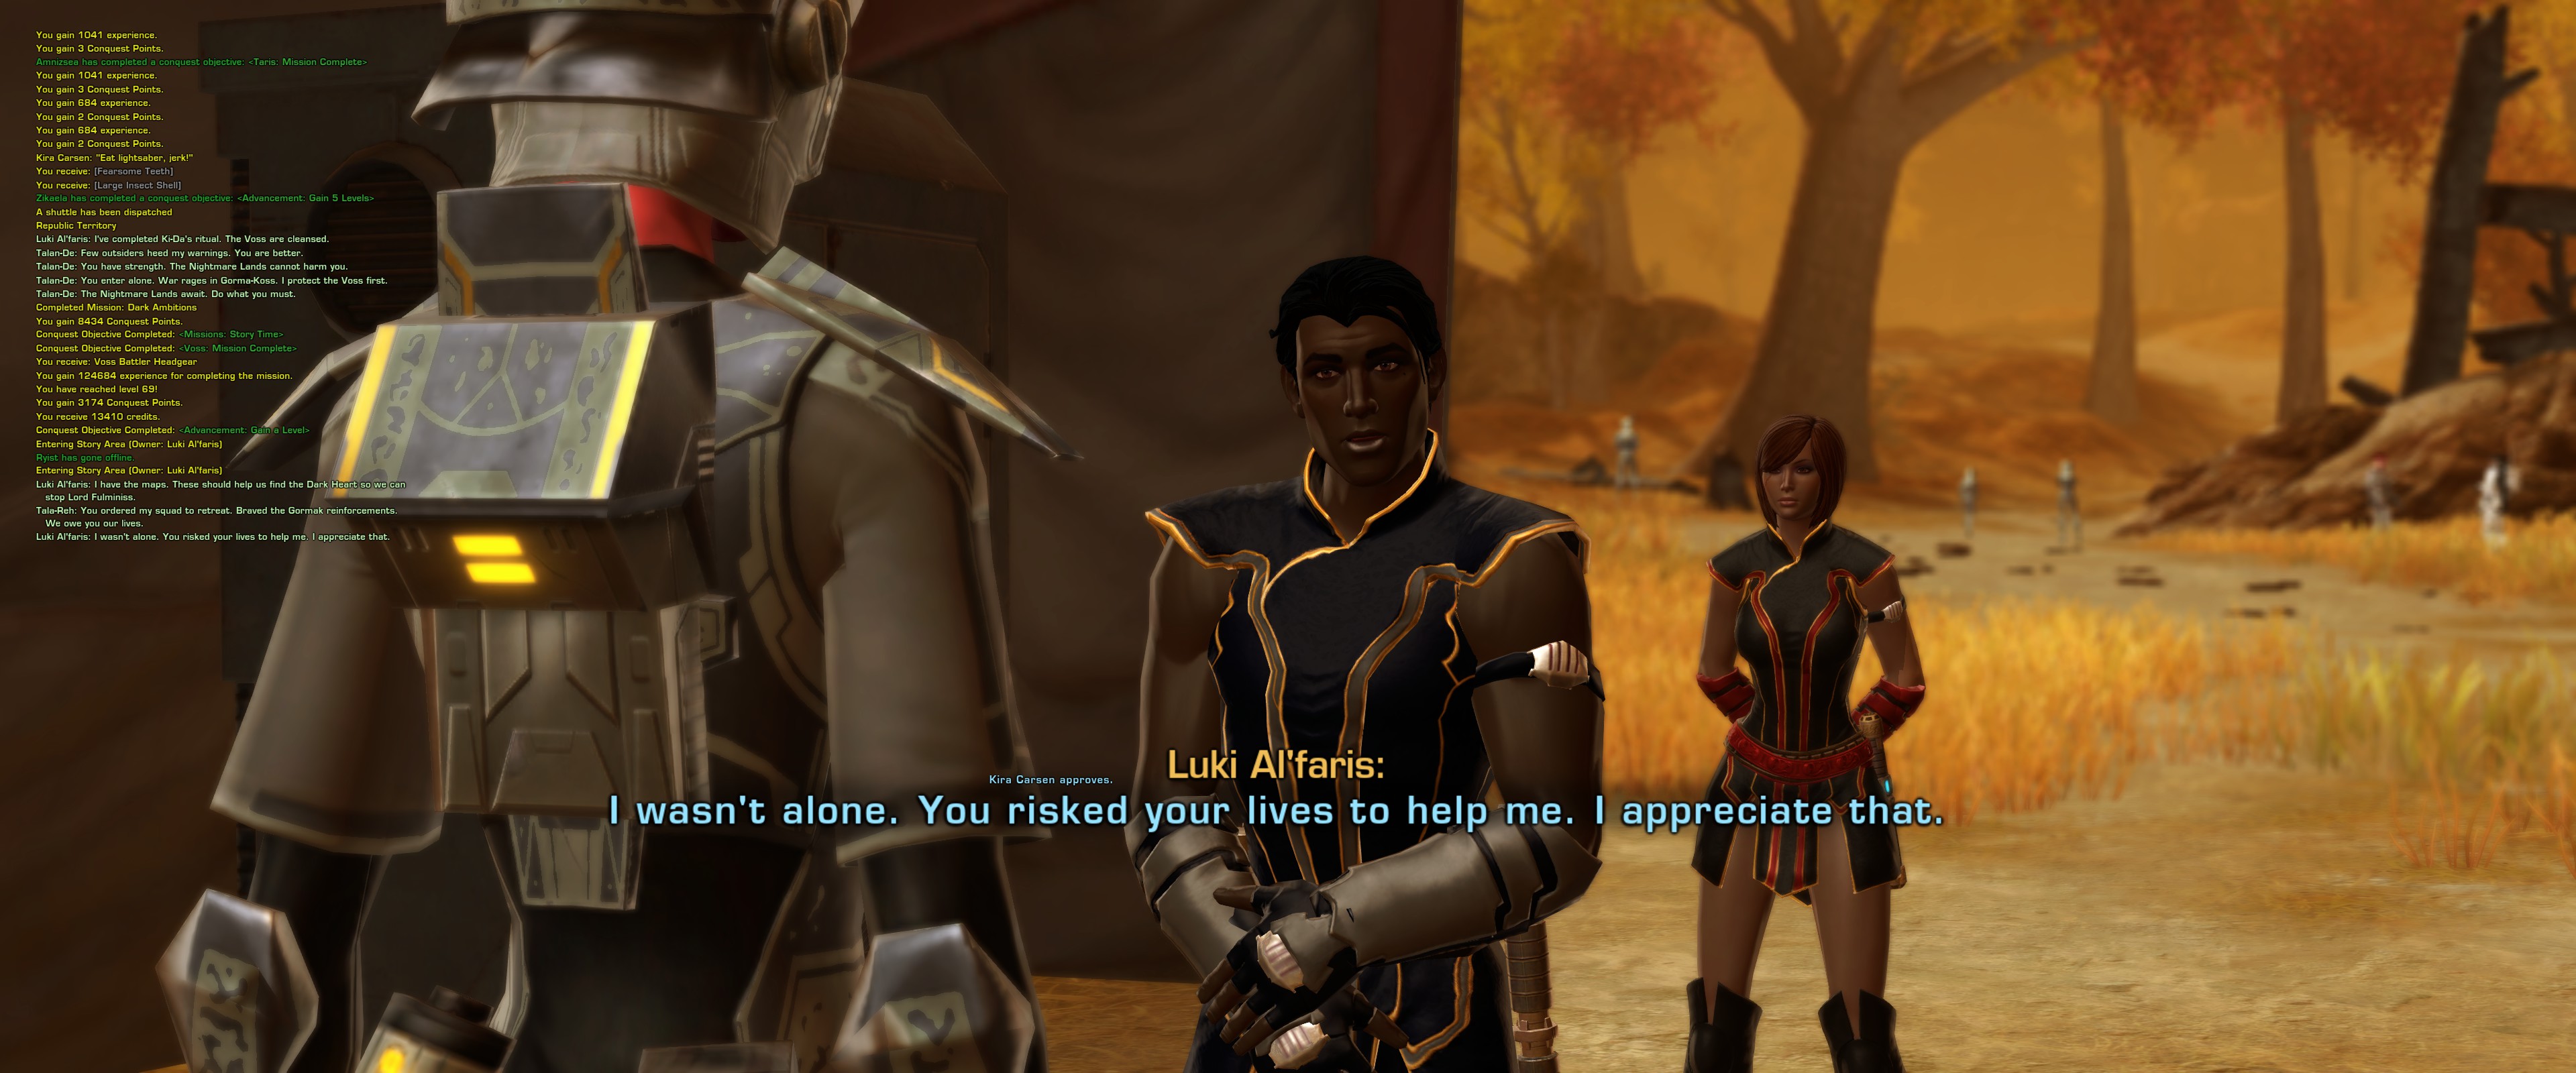 You gain 1041 experience.
You gain 3 Conquest Points.
Amnizsea has completed a conquest objective: <Taris: Mission Complete>
You gain 1041 experience.
You gain 3 Conquest Points.
You gain 684 experience.
You gain 2 Conquest Points.
You gain 684 experience.
You gain 2 Conquest Points.
Kira Carsen: "Eat lightsaber, jerk!"
You receive: [Fearsome Teeth]
You receive: [Large Insect Shell]
Zikaela has completed a conquest objective: <Advancement: Gain 5 Levels>
A shuttle has been dispatched
Republic Territory
Luki Al'faris: I've completed Ki-Da's ritual. The Voss are cleansed.
Talan-De: Few outsiders heed my warnings. You are better.
Talan-De: You have strength. The Nightmare Lands cannot harm you.
Talan-De: You enter alone. War rages in Gorma-Koss. I protect the Voss first.
Talan-De: The Nightmare Lands await. Do what you must.
Completed Mission: Dark Ambitions
You gain 8434 Conquest Points.
Conquest Objective Completed: <Missions: Story Time>
Conquest Objective Completed: <Voss: Mission Complete>
You receive: Voss Battler Headgear
You gain 124684 experience for completing the mission.
You have reached level 69!
You gain 3174 Conquest Points.
You receive 13410 credits.
Conquest Objective Completed: <Advancement: Gain a Level>
Entering Story Area (Owner: Luki Al'faris)
Ryist has gone offline.
Entering Story Area (Owner: Luki Al'faris)
Luki Al'faris: I have the maps. These should help us find the Dark Heart so we can
stop Lord Fulminiss.
Tala-Reh: You ordered my squad to retreat. Braved the Gormak reinforcements.
We owe you our lives.
Luki Al'faris: I wasn't alone. You risked your lives to help me. I appreciate that.
Luki Al'faris:
Kira Carsen approves.
I wasn't alone. You risked your lives to help me. I appreciate that.